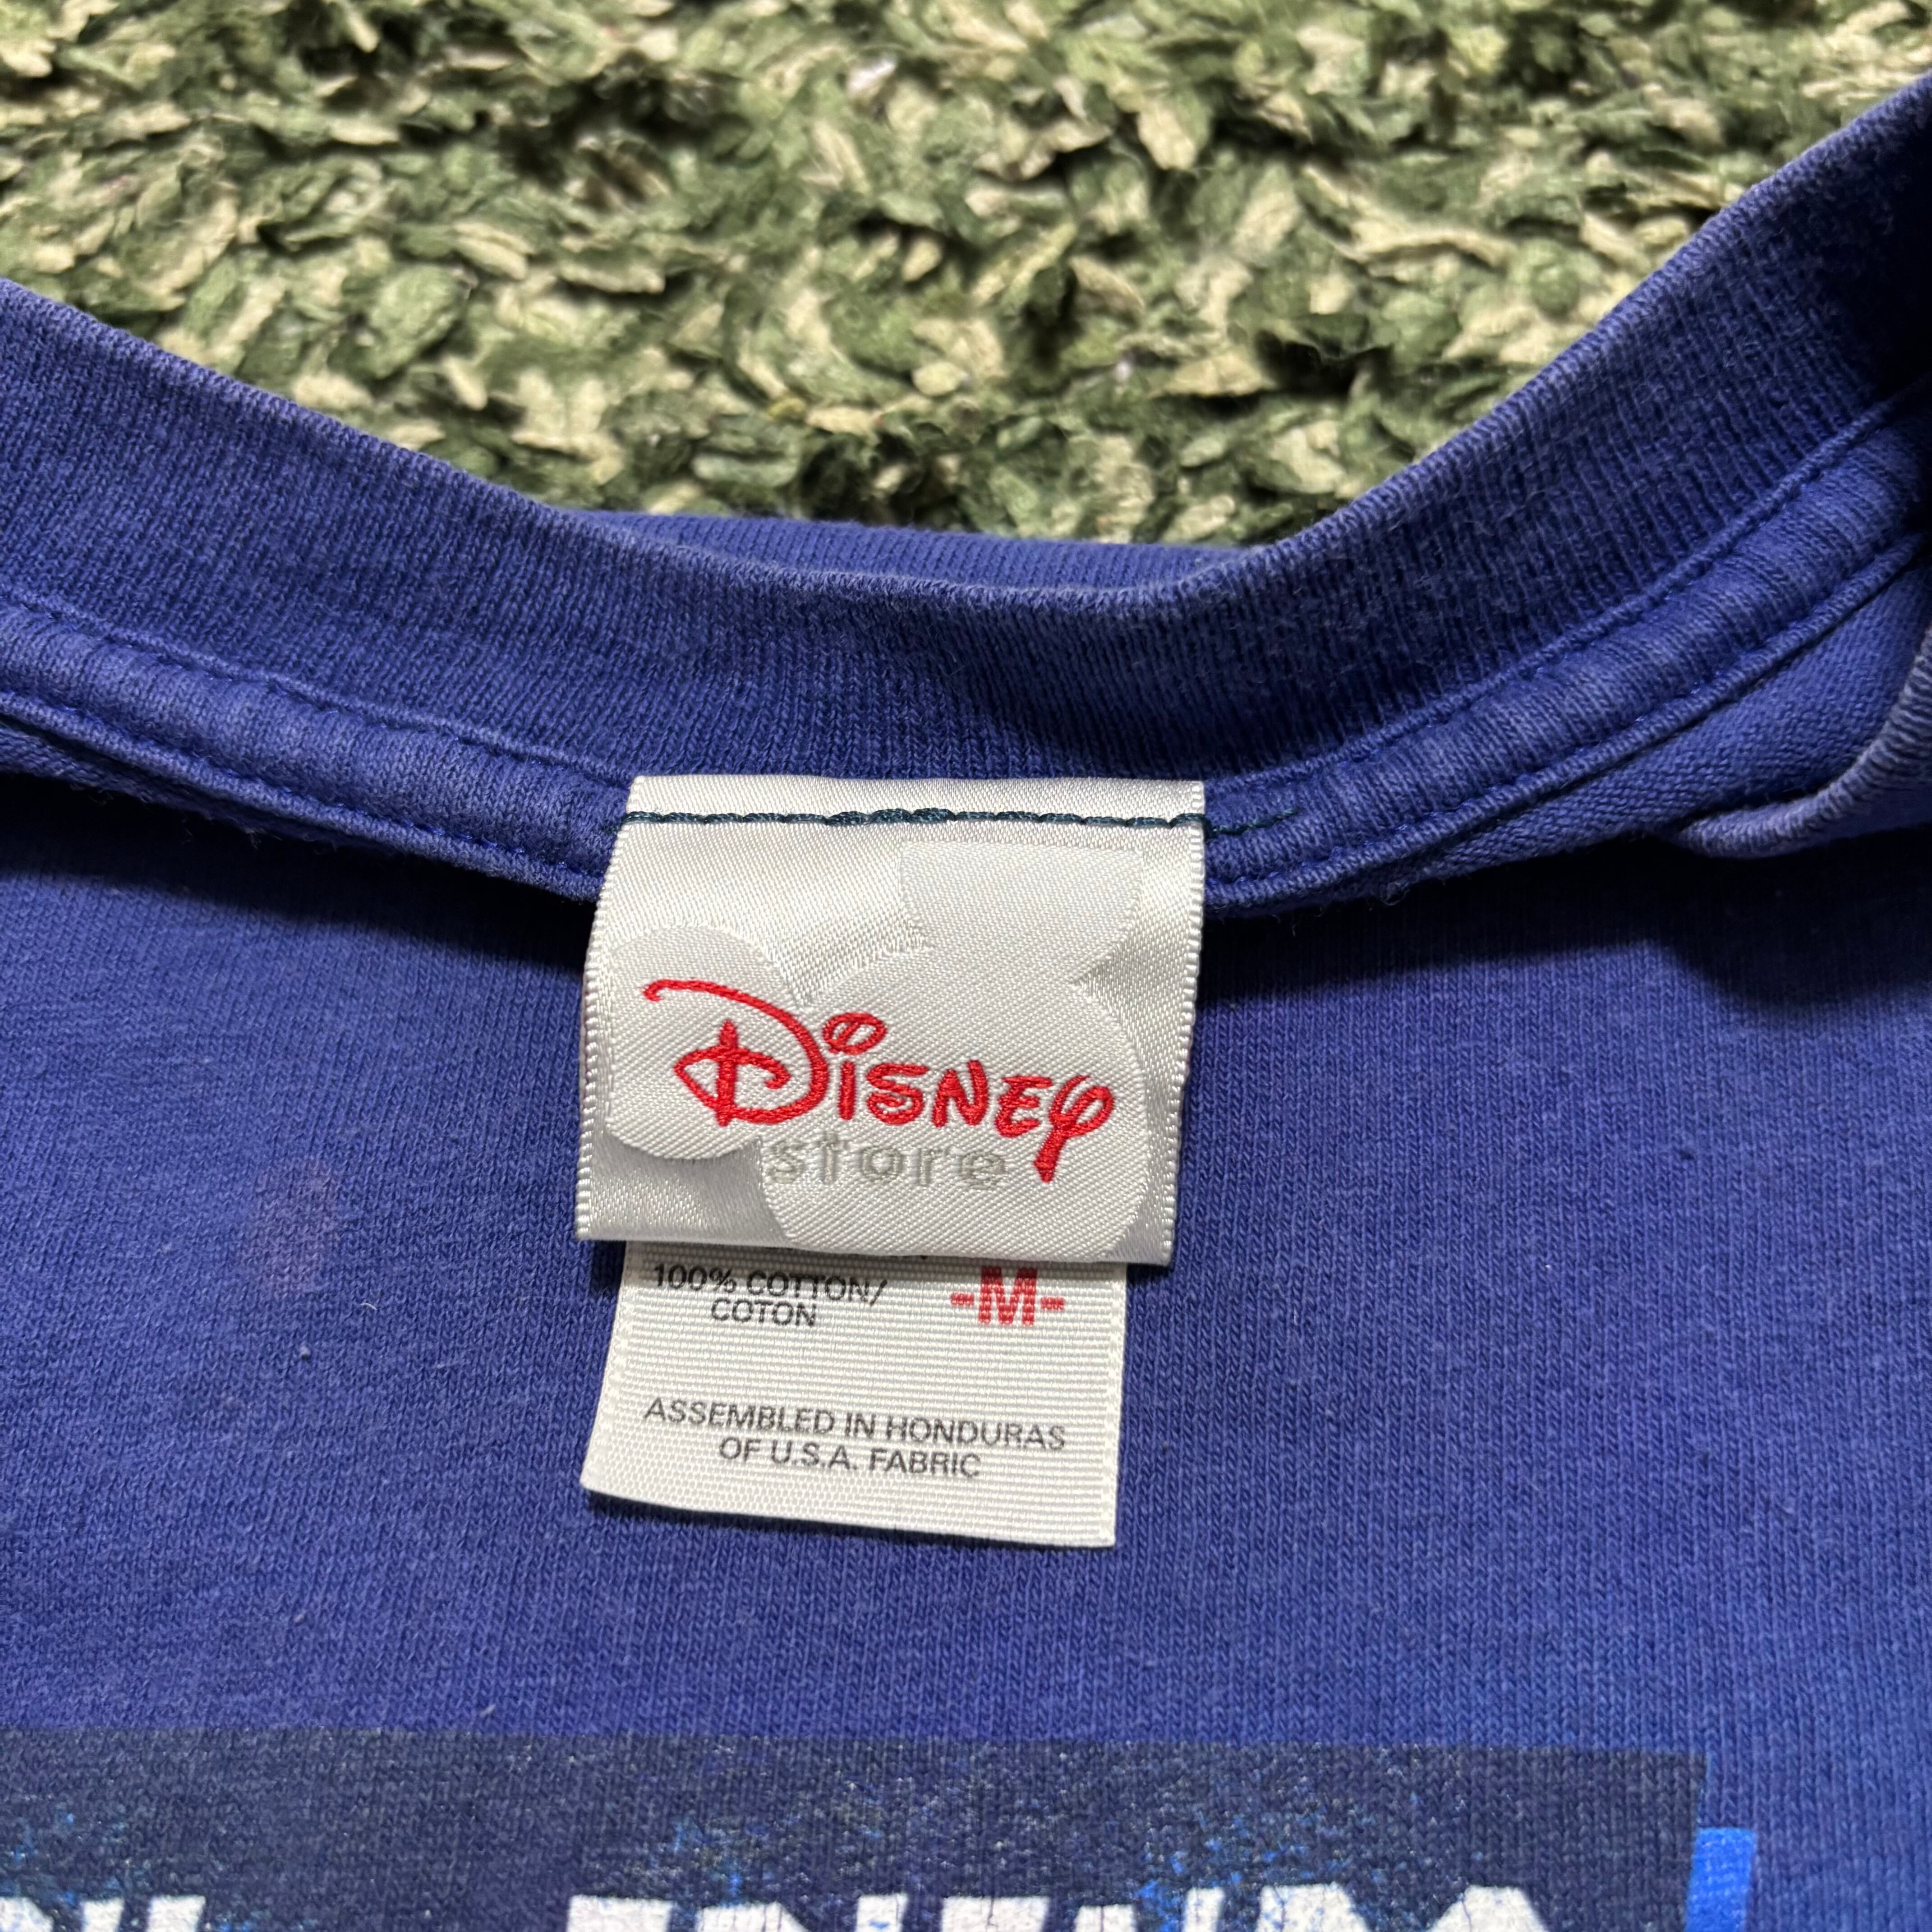 Disney
store
100% COTTON/
COTON
-M-
ASSEMBLED IN HONDURAS
OF U.S.A. FABRIC